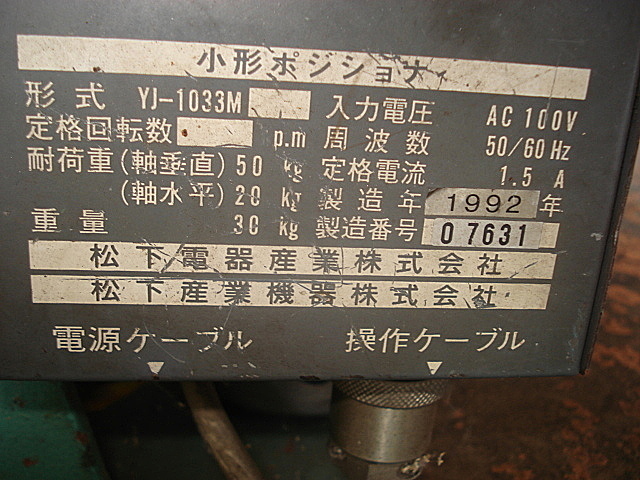 小形ポジショナ
形式 YJ-1033M
入力電圧 AC 100V
定格回転数 p.m
周波数 50/60 Hz
耐荷重 (軸垂直) 50 kg
定格電流 1.5 A
(軸水平) 20 kg
製造年 1992年
重量 30 kg
製造番号 07631
松下電器産業株式会社
松下産業機器株式会社
電源ケーブル
操作ケーブル